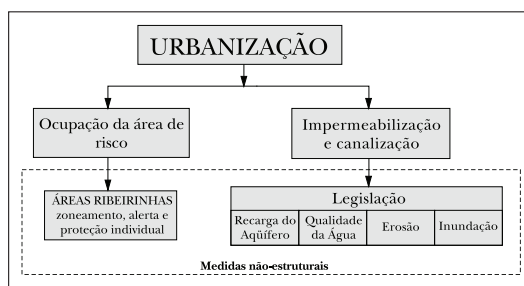 URBANIZAÇÃO
Ocupação da área de
risco
Impermeabilização
e canalização
ÁREAS RIBEIRINHAS
zoneamento, alerta e
proteção individual
Legislação
Recarga do
Aqüífero
Qualidade
da Água
Erosão
Inundação
Medidas não-estruturais